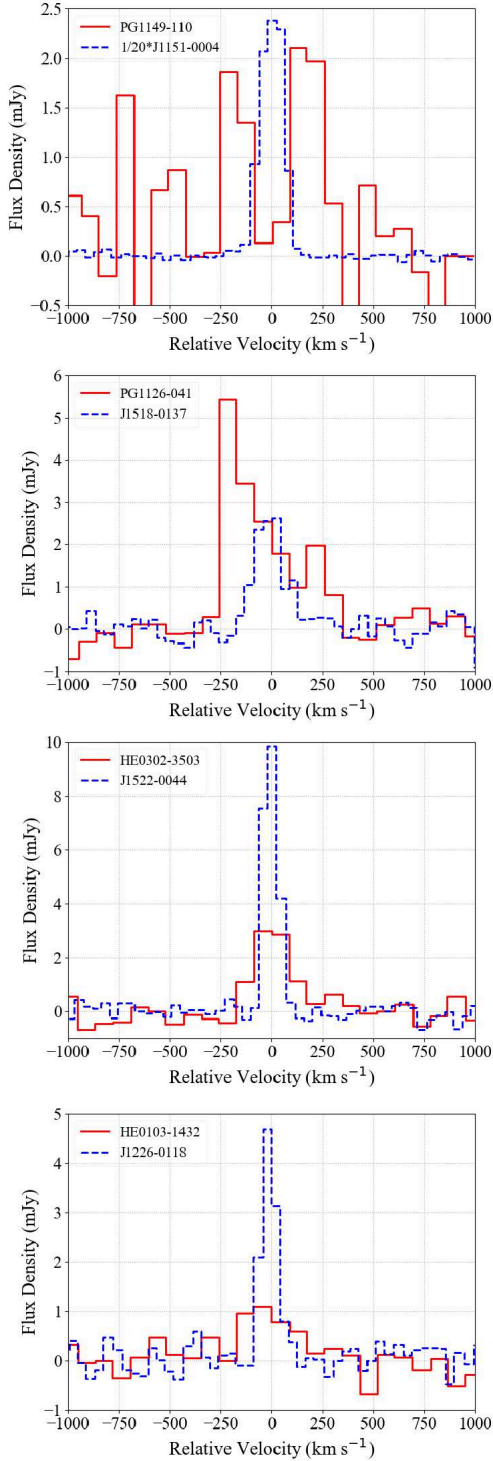 2.5
PG1149-110
1/20*J1151-0004
2.0
1.5
1.0
0.5
0.0
−0.5
Flux Density (mJy)
−1000 −750 −500 −250 0 250 500 750 1000
Relative Velocity (km s⁻¹)
6
PG1126-041
J1518-0137
5
4
3
2
1
0
−1
Flux Density (mJy)
−1000 −750 −500 −250 0 250 500 750 1000
Relative Velocity (km s⁻¹)
10
HE0302-3503
J1522-0044
8
6
4
2
0
Flux Density (mJy)
−1000 −750 −500 −250 0 250 500 750 1000
Relative Velocity (km s⁻¹)
5
HE0103-1432
J1226-0118
4
3
2
1
0
−1
Flux Density (mJy)
−1000 −750 −500 −250 0 250 500 750 1000
Relative Velocity (km s⁻¹)